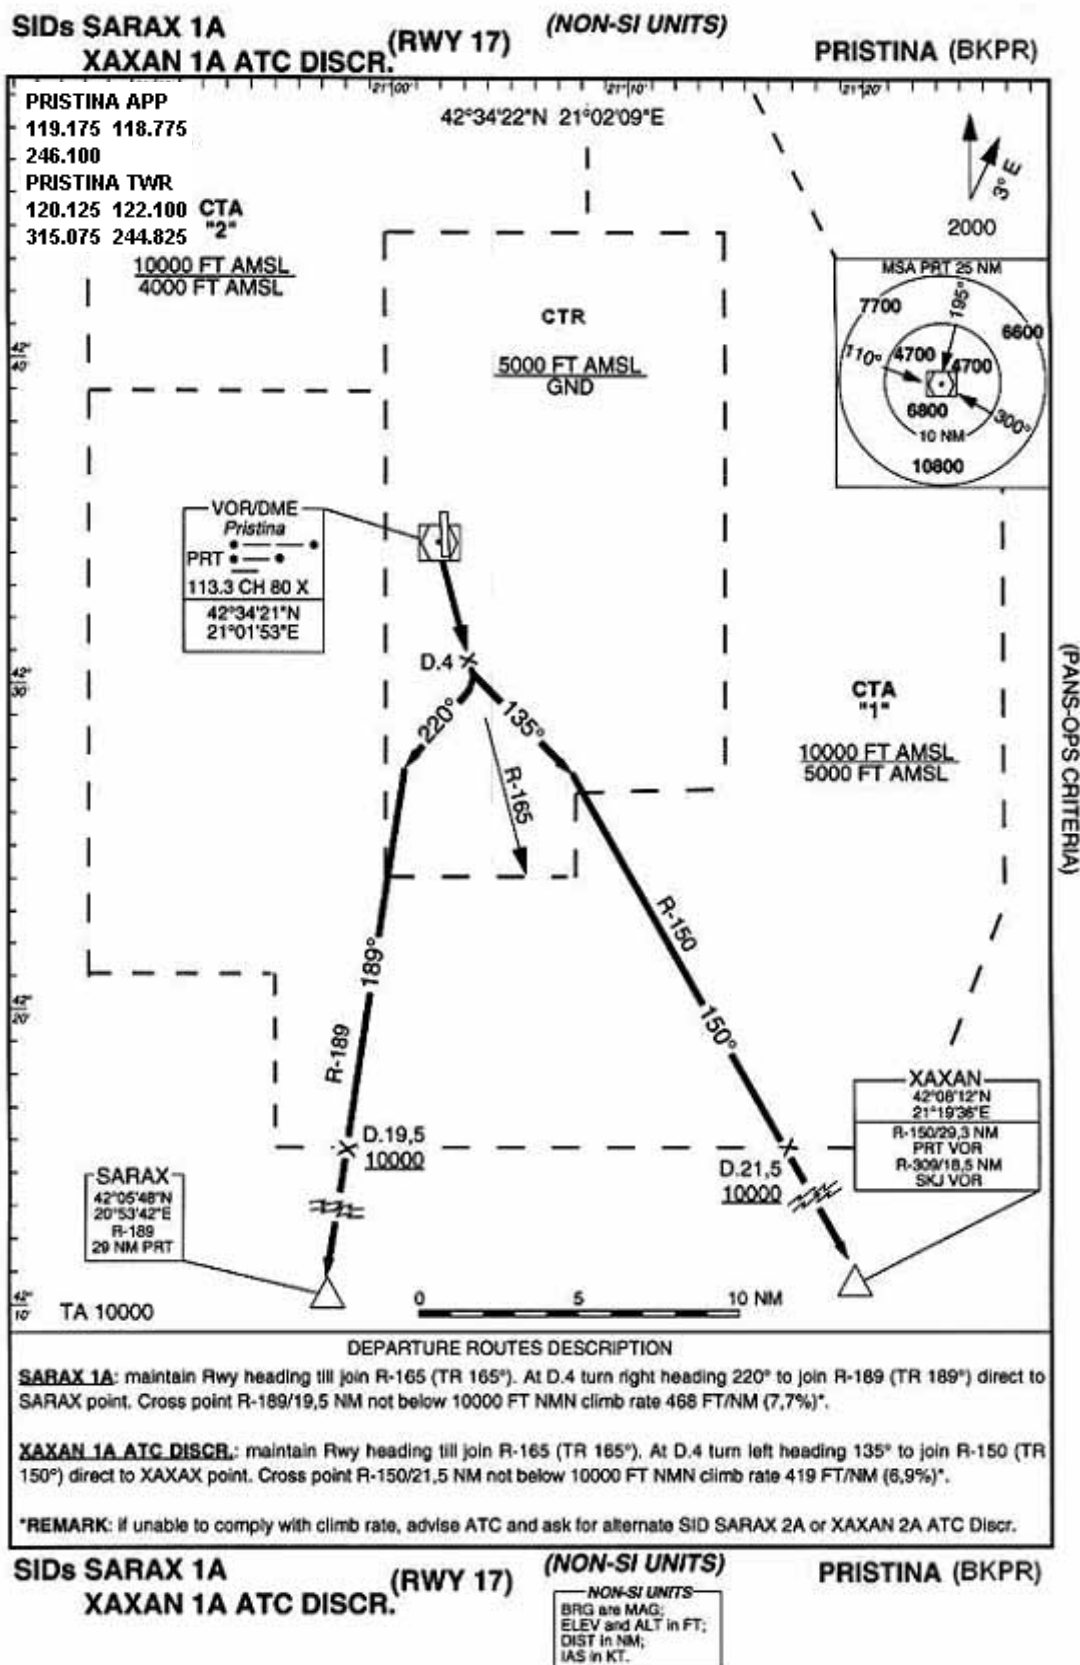 SIDs SARAX 1A
XAXAN 1A ATC DISCR.
(RWY 17)
(NON-SI UNITS)
PRISTINA (BKPR)
21° 00'
21° 10'
21° 20'
PRISTINA APP
119.175 118.775
246.100
PRISTINA TWR
120.125 122.100
315.075 244.825
42°34'22"N 21°02'09"E
3° E
2000
CTA
"2"
10000 FT AMSL
4000 FT AMSL
CTR
5000 FT AMSL
GND
MSA PRT 25 NM
7700
195°
6600
110°
4700
4700
6800
300°
10 NM
10800
42° 40'
VOR/DME
Pristina
PRT
113.3 CH 80 X
42°34'21"N
21°01'53"E
D.4
42° 30'
220°
135°
R-165
CTA
"1"
10000 FT AMSL
5000 FT AMSL
(PANS-OPS CRITERIA)
R-150
189°
150°
42° 20'
R-189
D.19,5
10000
D.21,5
10000
XAXAN
42°08'12"N
21°19'36"E
R-150/29,3 NM
PRT VOR
R-309/18,5 NM
SKJ VOR
SARAX
42°05'48"N
20°53'42"E
R-189
29 NM PRT
42° 10'
TA 10000
0 5 10 NM
DEPARTURE ROUTES DESCRIPTION
SARAX 1A: maintain Rwy heading till join R-165 (TR 165°). At D.4 turn right heading 220° to join R-189 (TR 189°) direct to
SARAX point. Cross point R-189/19,5 NM not below 10000 FT NMN climb rate 468 FT/NM (7,7%)*.
XAXAN 1A ATC DISCR.: maintain Rwy heading till join R-165 (TR 165°). At D.4 turn left heading 135° to join R-150 (TR
150°) direct to XAXAX point. Cross point R-150/21,5 NM not below 10000 FT NMN climb rate 419 FT/NM (6,9%)*.
*REMARK: if unable to comply with climb rate, advise ATC and ask for alternate SID SARAX 2A or XAXAN 2A ATC Discr.
SIDs SARAX 1A
XAXAN 1A ATC DISCR.
(RWY 17)
(NON-SI UNITS)
PRISTINA (BKPR)
NON-SI UNITS
BRG are MAG;
ELEV and ALT in FT;
DIST in NM;
IAS in KT.